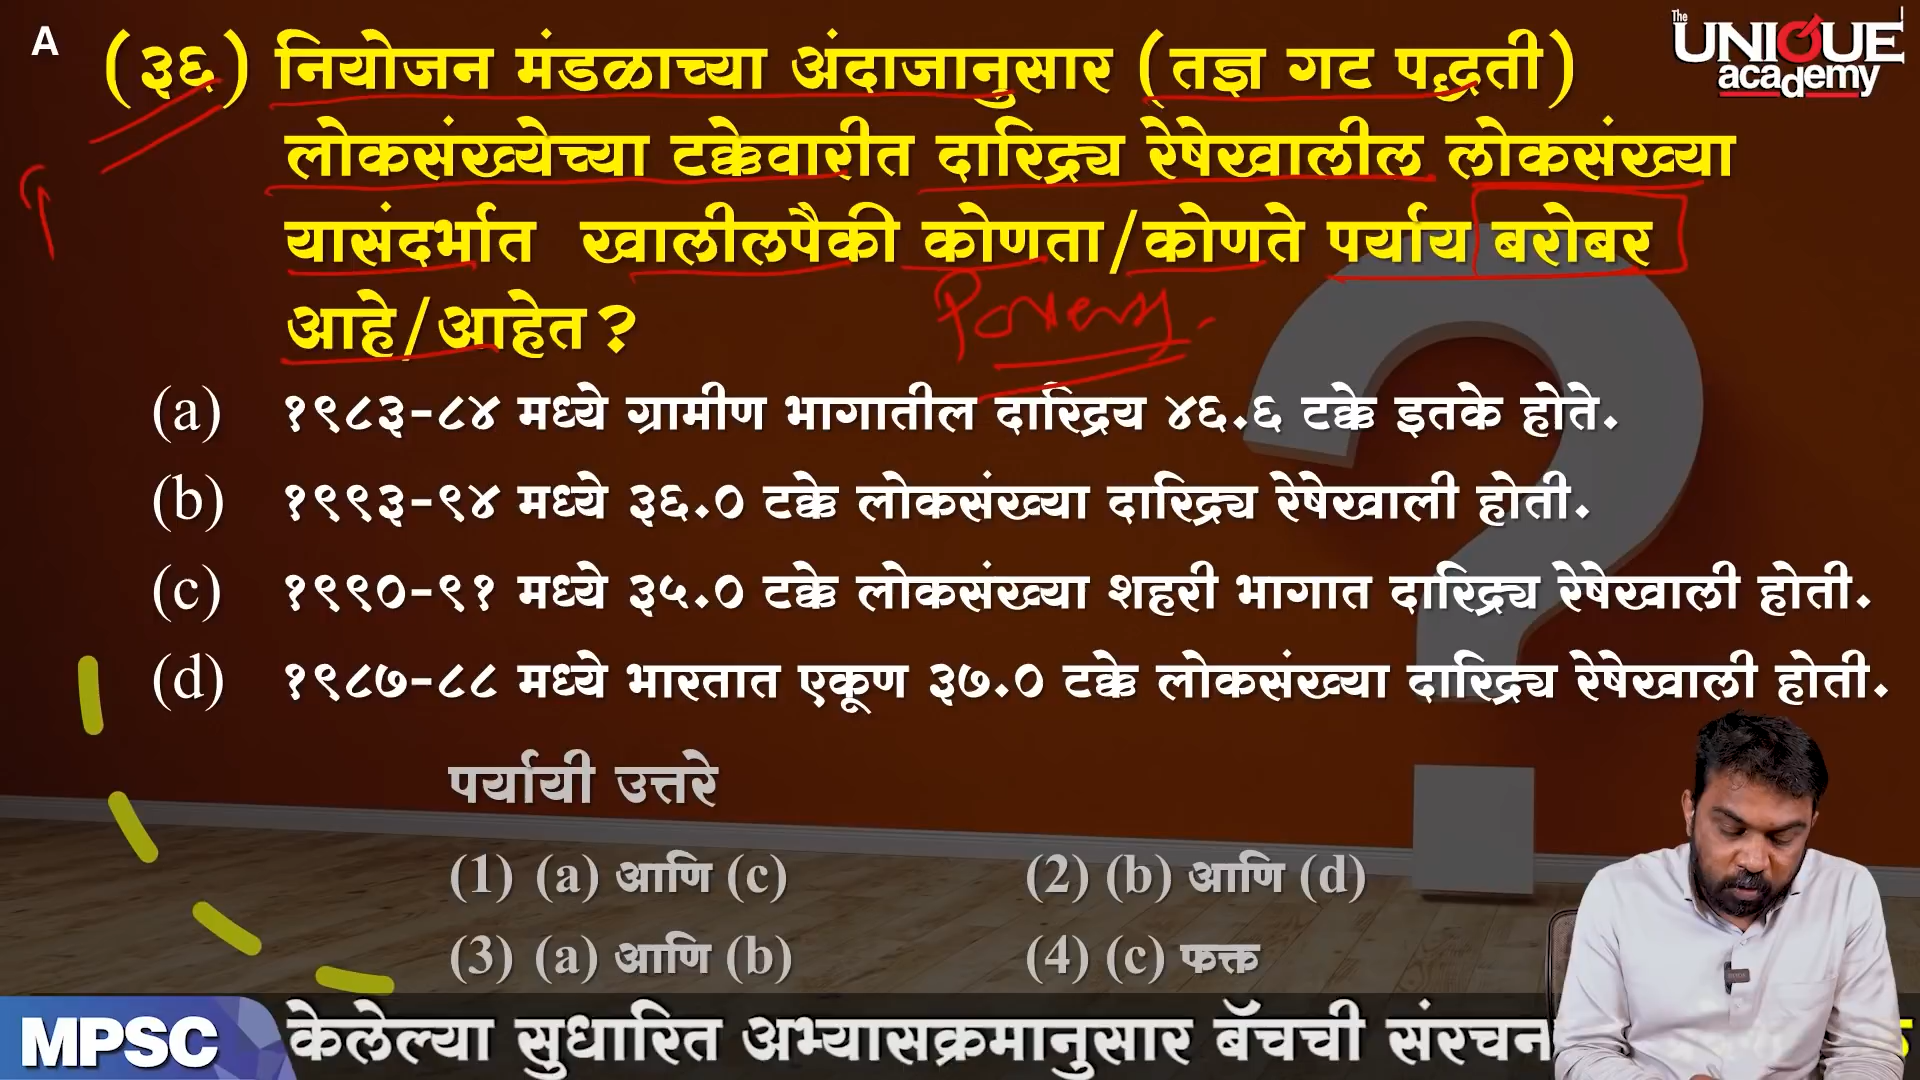 A
The UNIQUE academy
(३६) नियोजन मंडळाच्या अंदाजानुसार (तज्ञ गट पद्धती)
लोकसंख्येच्या टक्केवारीत दारिद्र्य रेषेखालील लोकसंख्या
यासंदर्भात खालीलपैकी कोणता/कोणते पर्याय बरोबर
आहे/आहेत?
(a) १९८३-८४ मध्ये ग्रामीण भागातील दारिद्रय ४६.६ टक्के इतके होते.
(b) १९९३-९४ मध्ये ३६.० टक्के लोकसंख्या दारिद्र्य रेषेखाली होती.
(c) १९९०-९१ मध्ये ३५.० टक्के लोकसंख्या शहरी भागात दारिद्र्य रेषेखाली होती.
(d) १९८७-८८ मध्ये भारतात एकूण ३७.० टक्के लोकसंख्या दारिद्र्य रेषेखाली होती.
पर्यायी उत्तरे
(1) (a) आणि (c) (2) (b) आणि (d)
(3) (a) आणि (b) (4) (c) फक्त
MPSC केलेल्या सुधारित अभ्यासक्रमानुसार बॅचची